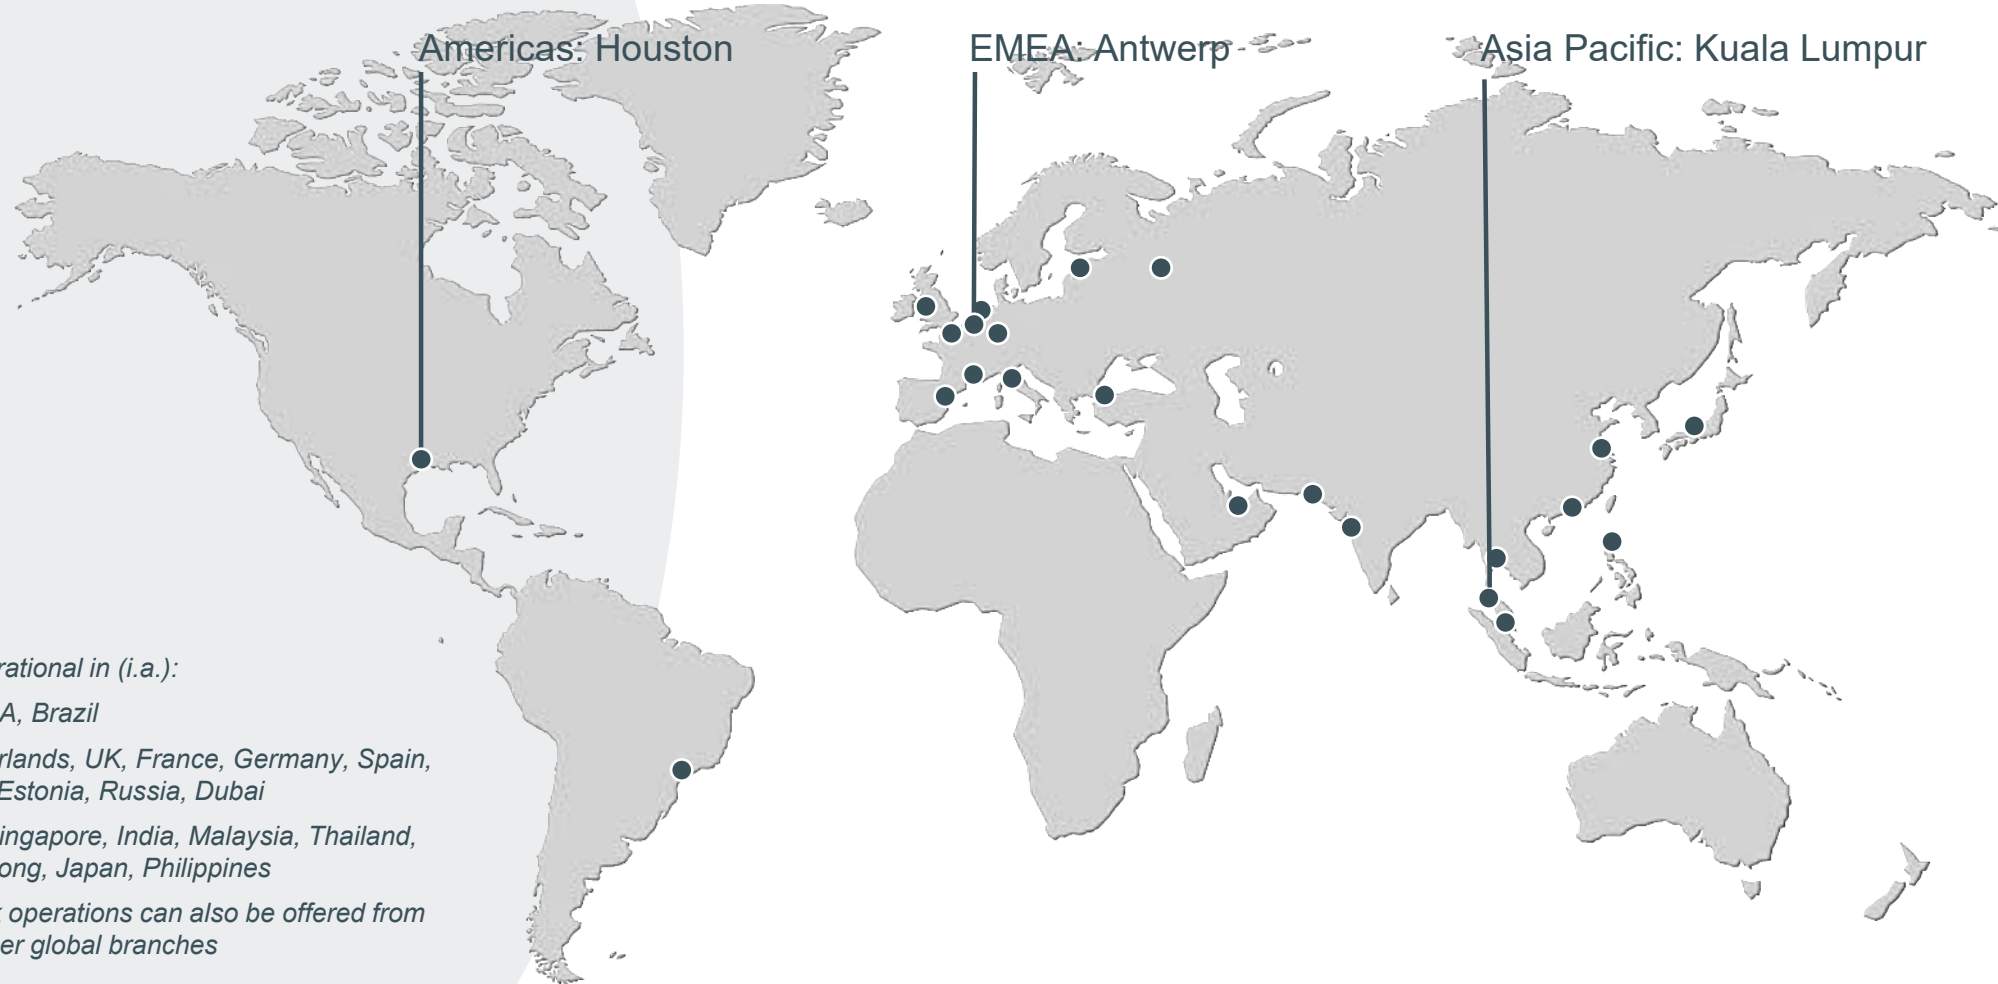 Americas: Houston
EMEA: Antwerp
Asia Pacific: Kuala Lumpur
rational in (i.a.):
A, Brazil
rlands, UK, France, Germany, Spain,
Estonia, Russia, Dubai
ingapore, India, Malaysia, Thailand,
ong, Japan, Philippines
operations can also be offered from
er global branches